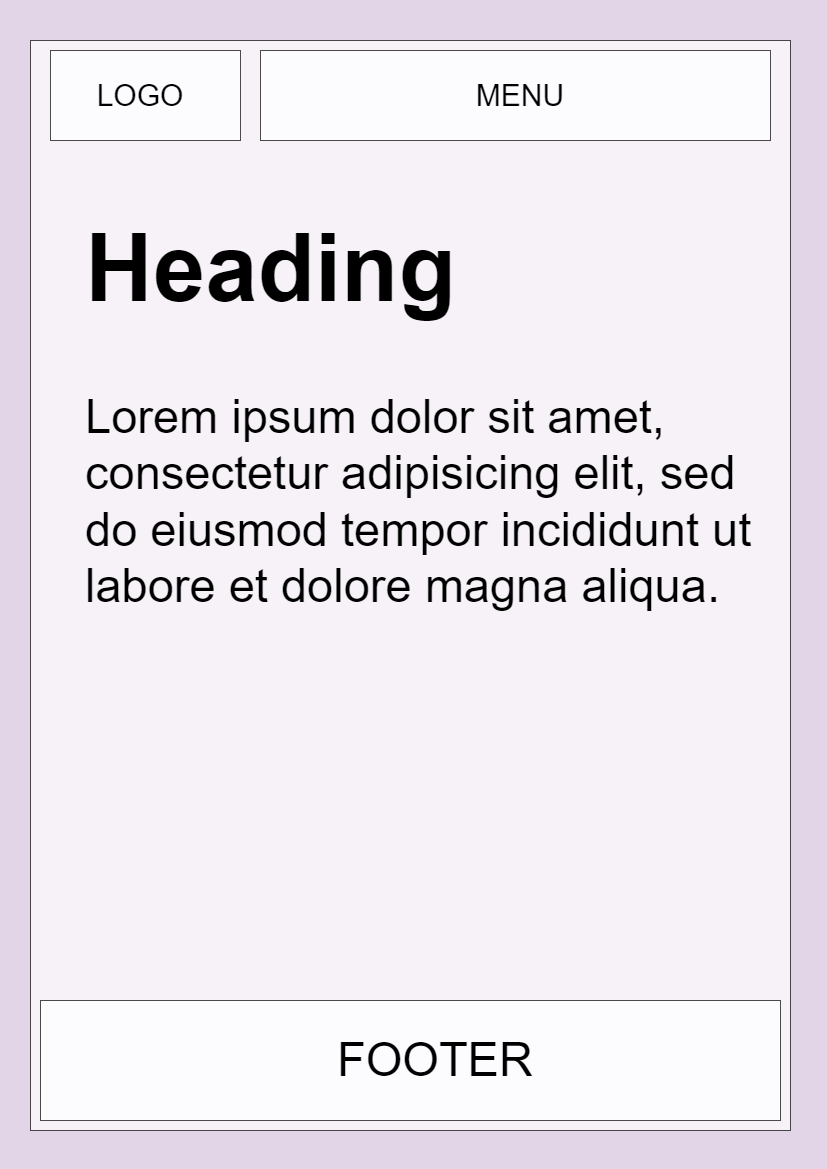 LOGO
MENU
Heading
Lorem ipsum dolor sit amet,
consectetur adipisicing elit, sed
do eiusmod tempor incididunt ut
labore et dolore magna aliqua.
FOOTER